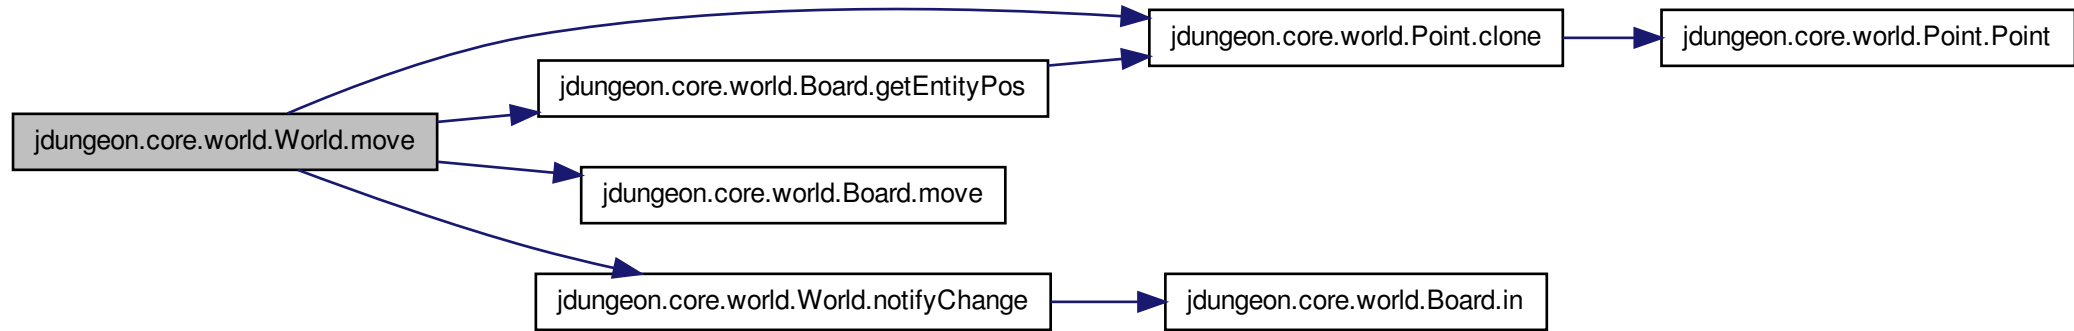 jdungeon.core.world.World.move
jdungeon.core.world.Board.getEntityPos
jdungeon.core.world.Point.clone
jdungeon.core.world.Point.Point
jdungeon.core.world.Board.move
jdungeon.core.world.World.notifyChange
jdungeon.core.world.Board.in